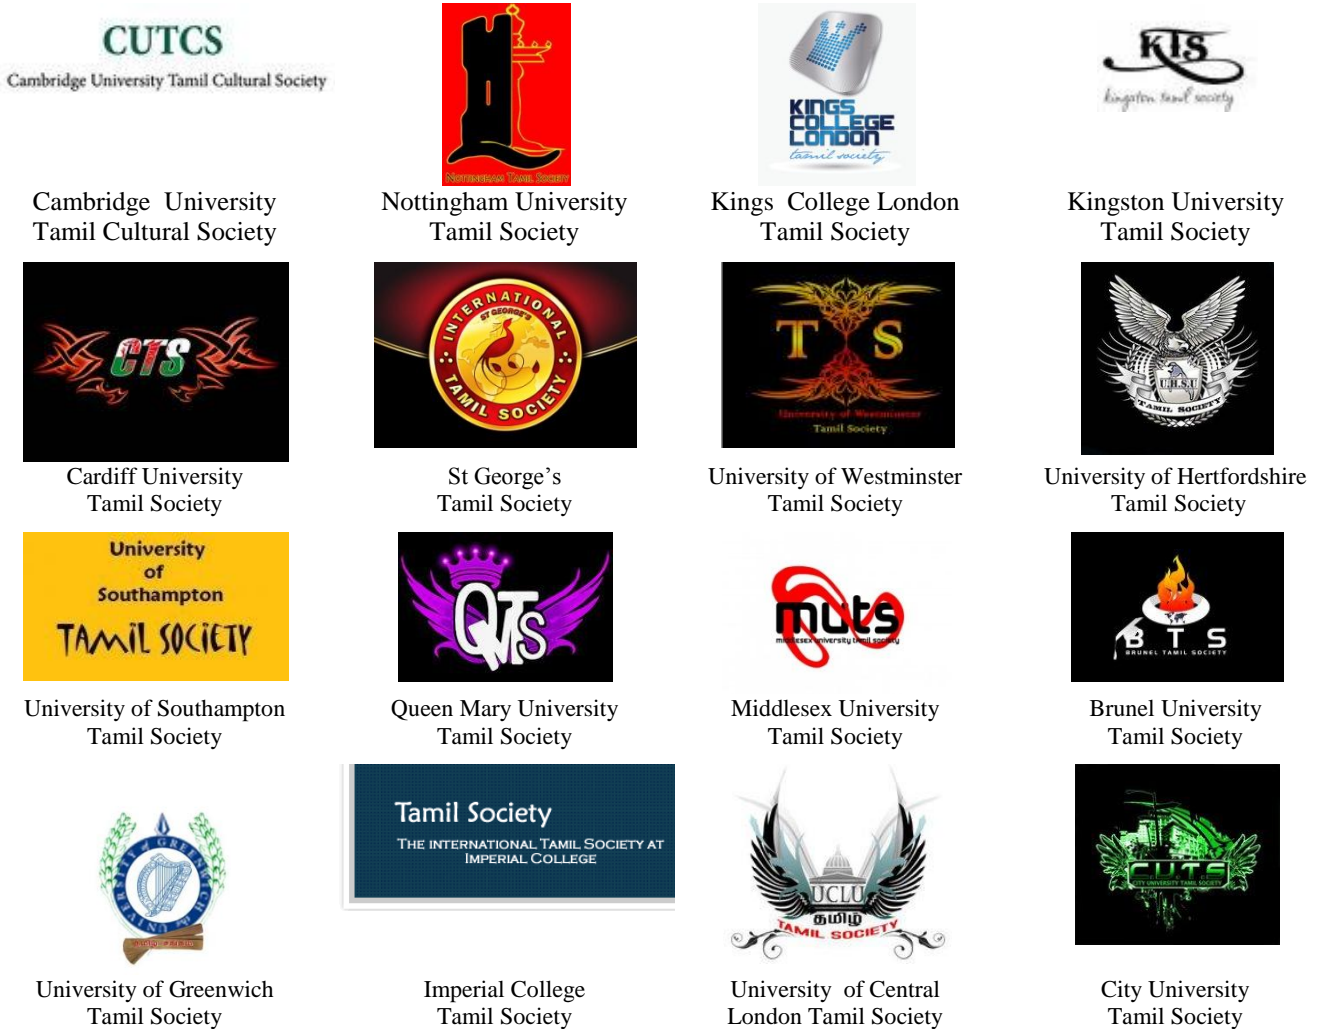 CUTCS
Cambridge University Tamil Cultural Society
NOTTINGHAM TAMIL SOCIETY
KINGS
COLLEGE
LONDON
tamil society
KTS
kingston tamil society
Cambridge University
Tamil Cultural Society
Nottingham University
Tamil Society
Kings College London
Tamil Society
Kingston University
Tamil Society
CTS
INTERNATIONAL
ST GEORGE'S
TAMIL SOCIETY
T S
University of Westminster
Tamil Society
U.H.S.U
TAMIL SOCIETY
Cardiff University
Tamil Society
St George’s
Tamil Society
University of Westminster
Tamil Society
University of Hertfordshire
Tamil Society
University
of
Southampton
TAMIL SOCIETY
QMTS
muts
middlesex university tamil society
BTS
BRUNEL TAMIL SOCIETY
University of Southampton
Tamil Society
Queen Mary University
Tamil Society
Middlesex University
Tamil Society
Brunel University
Tamil Society
the UNIVERSITY of GREENWICH
Tamil Society
THE INTERNATIONAL TAMIL SOCIETY AT
IMPERIAL COLLEGE
UCLU
தமிழ்
TAMIL SOCIETY
C.U.T.S
CITY UNIVERSITY TAMIL SOCIETY
University of Greenwich
Tamil Society
Imperial College
Tamil Society
University of Central
London Tamil Society
City University
Tamil Society